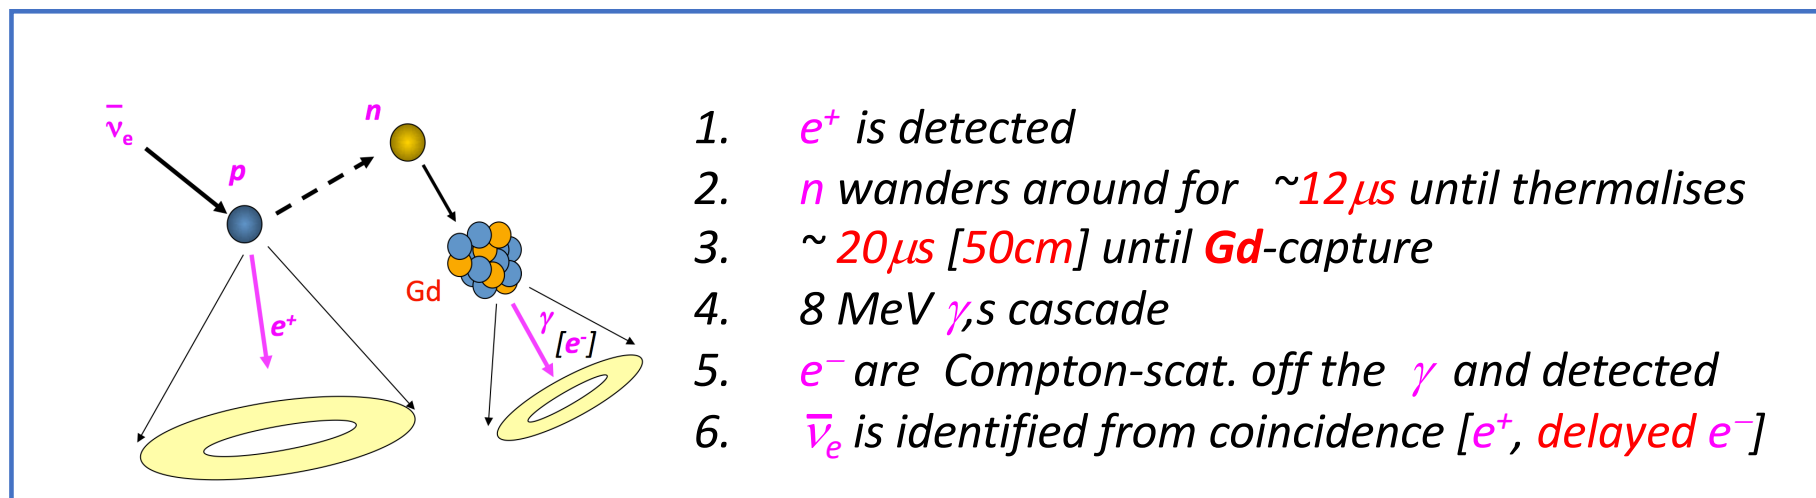 ν̅e
p
n
Gd
e⁺
γ
[e⁻]
1. e⁺ is detected
2. n wanders around for ~12μs until thermalises
3. ~ 20μs [50cm] until Gd-capture
4. 8 MeV γ,s cascade
5. e⁻ are Compton-scat. off the γ and detected
6. ν̅e is identified from coincidence [e⁺, delayed e⁻]